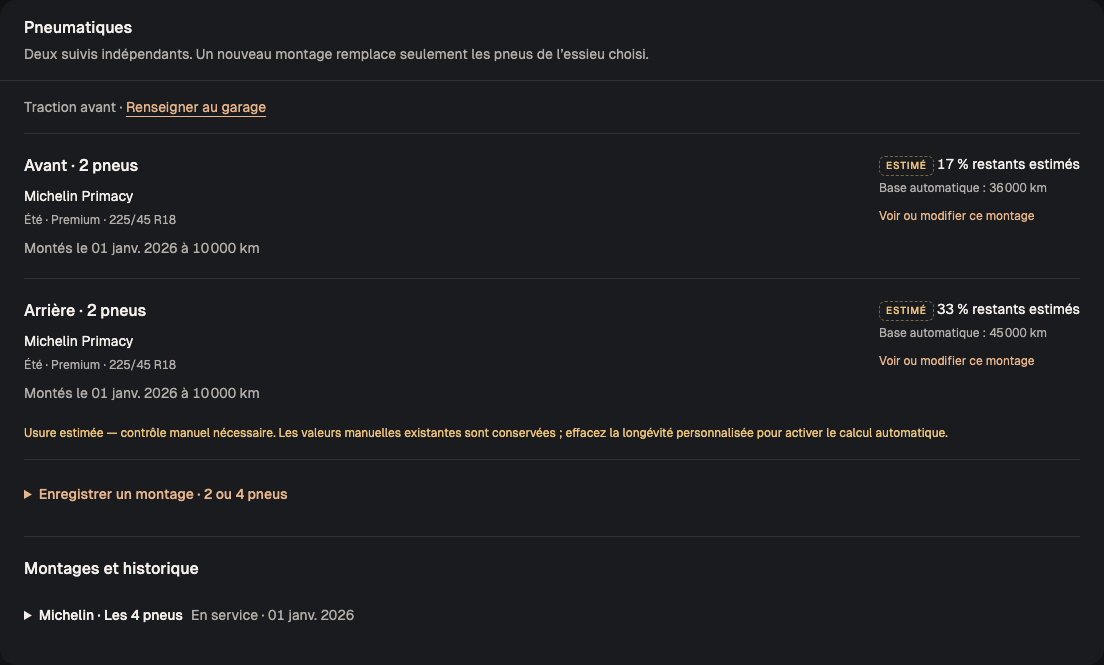 Pneumatiques
Deux suivis indépendants. Un nouveau montage remplace seulement les pneus de l’essieu choisi.
Traction avant · Renseigner au garage
Avant · 2 pneus
ESTIMÉ 17 % restants estimés
Michelin Primacy
Base automatique : 36 000 km
Été · Premium · 225/45 R18
Voir ou modifier ce montage
Montés le 01 janv. 2026 à 10 000 km
Arrière · 2 pneus
ESTIMÉ 33 % restants estimés
Michelin Primacy
Base automatique : 45 000 km
Été · Premium · 225/45 R18
Voir ou modifier ce montage
Montés le 01 janv. 2026 à 10 000 km
Usure estimée — contrôle manuel nécessaire. Les valeurs manuelles existantes sont conservées ; effacez la longévité personnalisée pour activer le calcul automatique.
Enregistrer un montage · 2 ou 4 pneus
Montages et historique
Michelin · Les 4 pneus En service · 01 janv. 2026